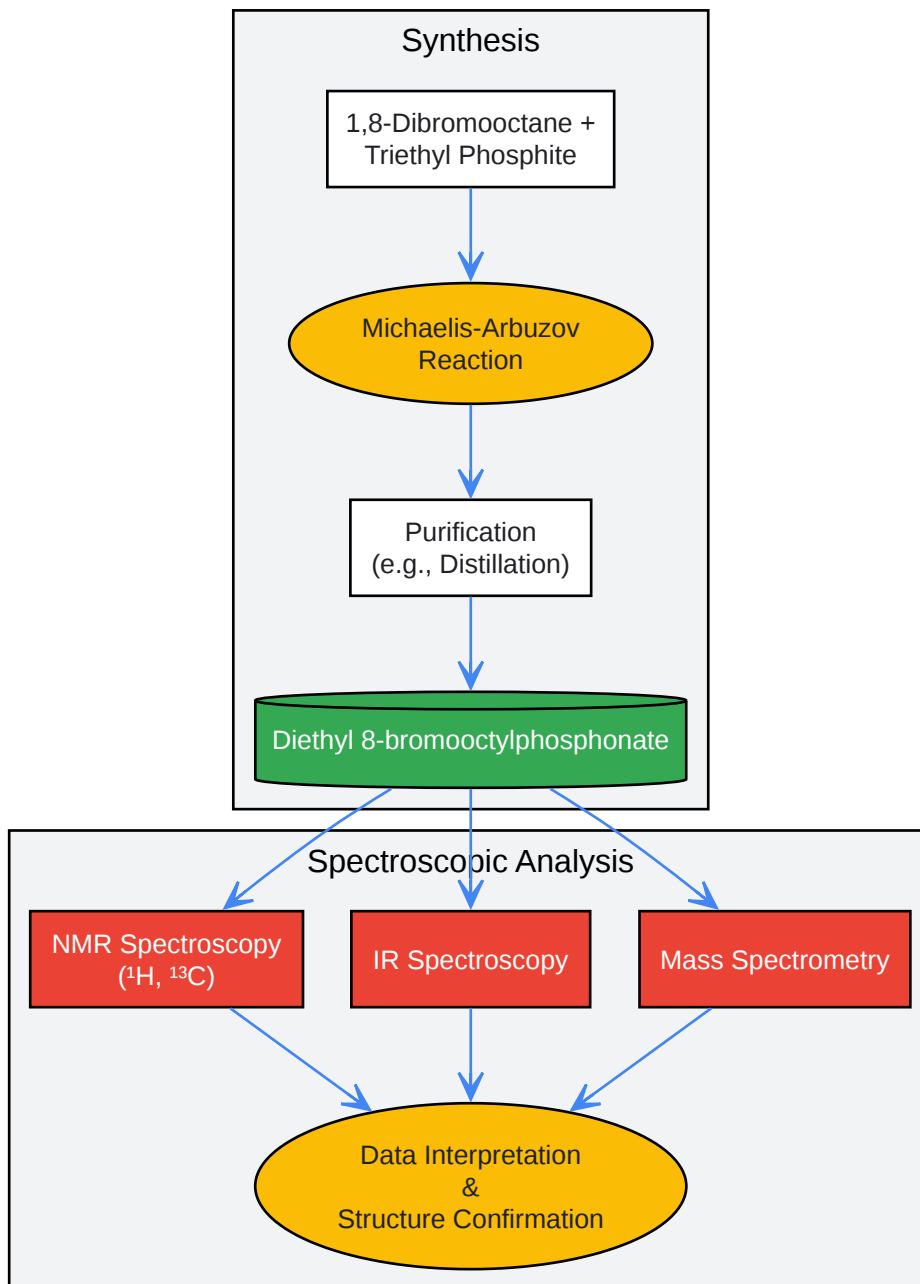 Synthesis
1,8-Dibromooctane +
Triethyl Phosphite
Michaelis-Arbuzov
Reaction
Purification
(e.g., Distillation)
Diethyl 8-bromooctylphosphonate
Spectroscopic Analysis
NMR Spectroscopy
(¹H, ¹³C)
IR Spectroscopy
Mass Spectrometry
Data Interpretation
&
Structure Confirmation